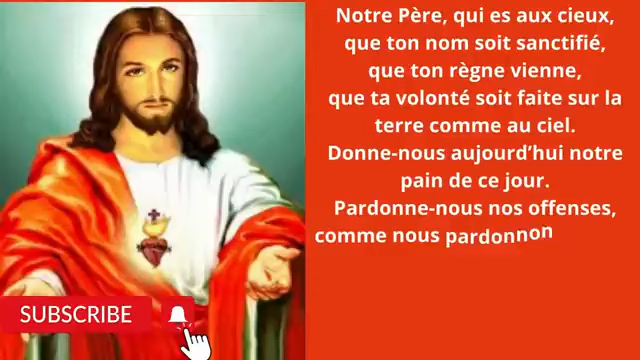 Notre Père, qui es aux cieux,
que ton nom soit sanctifié,
que ton règne vienne,
que ta volonté soit faite sur la
terre comme au ciel.
Donne-nous aujourd’hui notre
pain de ce jour.
Pardonne-nous nos offenses,
comme nous pardonnon
SUBSCRIBE